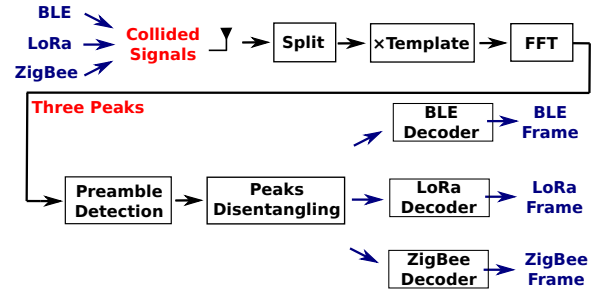 BLE
LoRa
ZigBee
Collided
Signals
Split
×Template
FFT
Three Peaks
Preamble
Detection
Peaks
Disentangling
BLE
Decoder
BLE
Frame
LoRa
Decoder
LoRa
Frame
ZigBee
Decoder
ZigBee
Frame